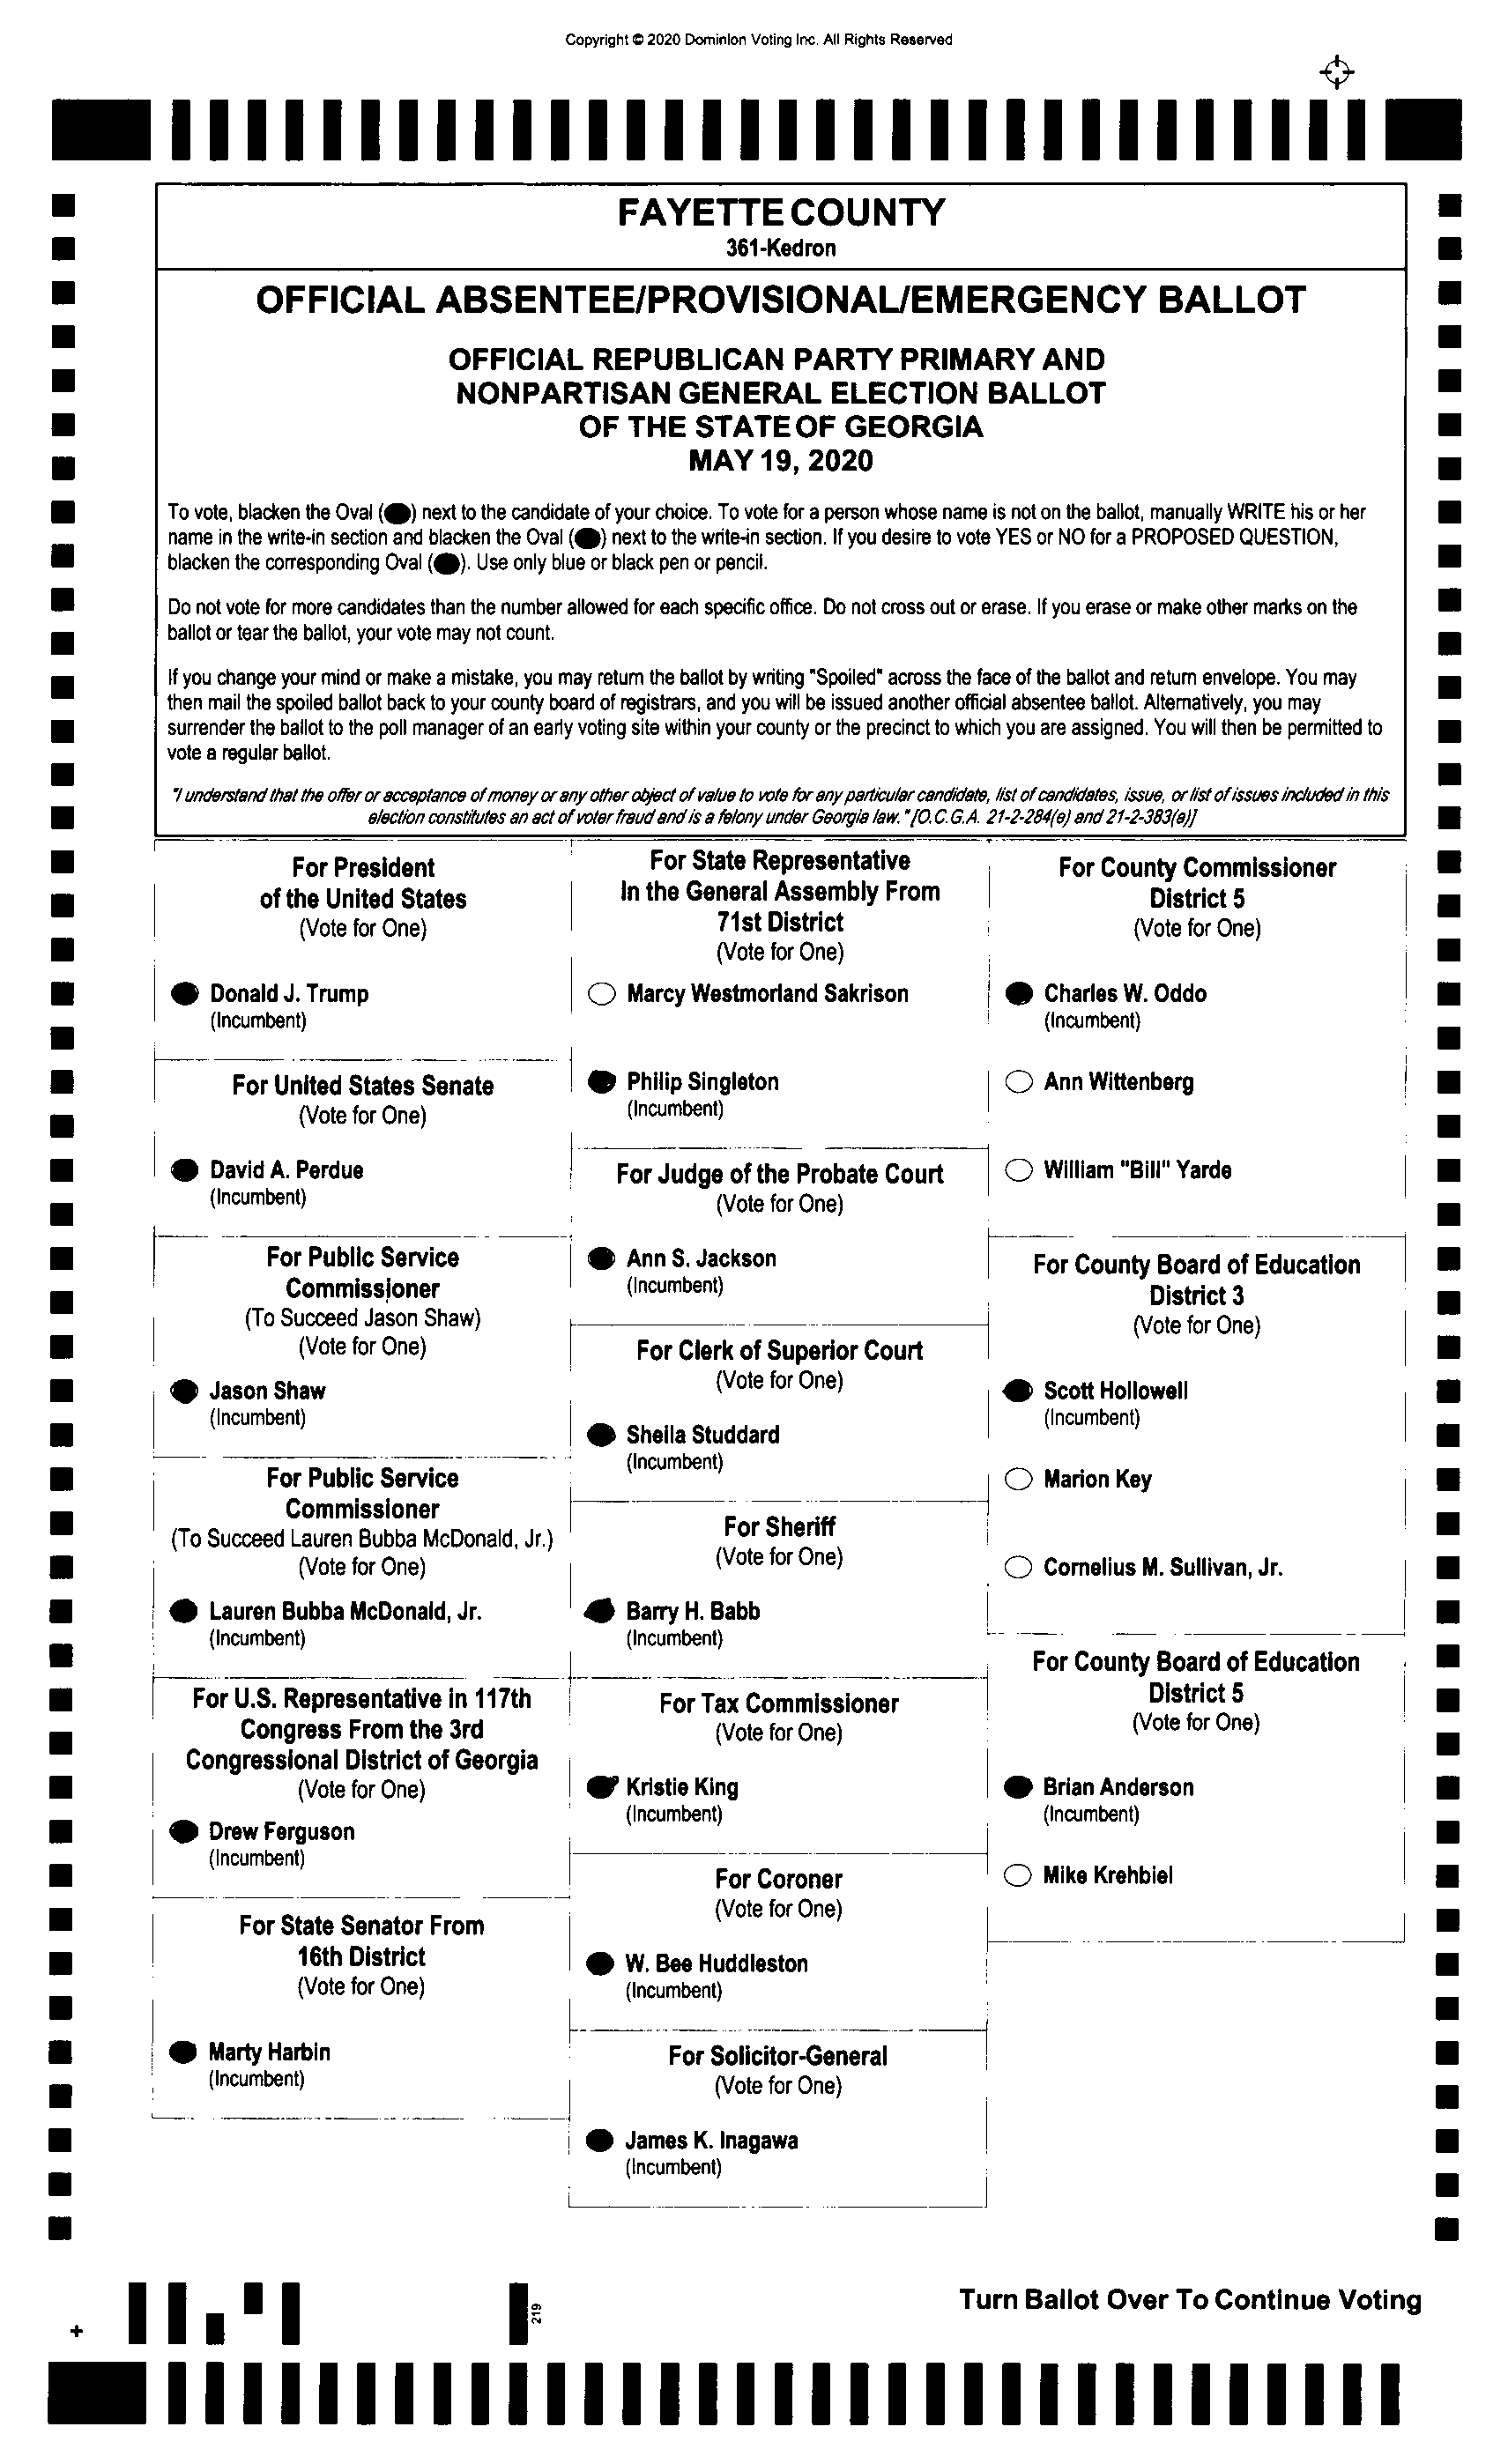 Copyright © 2020 Dominion Voting Inc. All Rights Reserved
FAYETTE COUNTY
361-Kedron
OFFICIAL ABSENTEE/PROVISIONAL/EMERGENCY BALLOT
OFFICIAL REPUBLICAN PARTY PRIMARY AND
NONPARTISAN GENERAL ELECTION BALLOT
OF THE STATE OF GEORGIA
MAY 19, 2020
To vote, blacken the Oval ( ) next to the candidate of your choice. To vote for a person whose name is not on the ballot, manually WRITE his or her
name in the write-in section and blacken the Oval ( ) next to the write-in section. If you desire to vote YES or NO for a PROPOSED QUESTION,
blacken the corresponding Oval ( ). Use only blue or black pen or pencil.
Do not vote for more candidates than the number allowed for each specific office. Do not cross out or erase. If you erase or make other marks on the
ballot or tear the ballot, your vote may not count.
If you change your mind or make a mistake, you may return the ballot by writing "Spoiled" across the face of the ballot and return envelope. You may
then mail the spoiled ballot back to your county board of registrars, and you will be issued another official absentee ballot. Alternatively, you may
surrender the ballot to the poll manager of an early voting site within your county or the precinct to which you are assigned. You will then be permitted to
vote a regular ballot.
"I understand that the offer or acceptance of money or any other object of value to vote for any particular candidate, list of candidates, issue, or list of issues included in this
election constitutes an act of voter fraud and is a felony under Georgia law." [O.C.G.A. 21-2-284(e) and 21-2-383(a)]
For President
of the United States
(Vote for One)
Donald J. Trump
(Incumbent)
For United States Senate
(Vote for One)
David A. Perdue
(Incumbent)
For Public Service
Commissioner
(To Succeed Jason Shaw)
(Vote for One)
Jason Shaw
(Incumbent)
For Public Service
Commissioner
(To Succeed Lauren Bubba McDonald, Jr.)
(Vote for One)
Lauren Bubba McDonald, Jr.
(Incumbent)
For U.S. Representative in 117th
Congress From the 3rd
Congressional District of Georgia
(Vote for One)
Drew Ferguson
(Incumbent)
For State Senator From
16th District
(Vote for One)
Marty Harbin
(Incumbent)
For State Representative
In the General Assembly From
71st District
(Vote for One)
Marcy Westmorland Sakrison
Philip Singleton
(Incumbent)
For Judge of the Probate Court
(Vote for One)
Ann S. Jackson
(Incumbent)
For Clerk of Superior Court
(Vote for One)
Sheila Studdard
(Incumbent)
For Sheriff
(Vote for One)
Barry H. Babb
(Incumbent)
For Tax Commissioner
(Vote for One)
Kristie King
(Incumbent)
For Coroner
(Vote for One)
W. Bee Huddleston
(Incumbent)
For Solicitor-General
(Vote for One)
James K. Inagawa
(Incumbent)
For County Commissioner
District 5
(Vote for One)
Charles W. Oddo
(Incumbent)
Ann Wittenberg
William "Bill" Yarde
For County Board of Education
District 3
(Vote for One)
Scott Hollowell
(Incumbent)
Marion Key
Cornelius M. Sullivan, Jr.
For County Board of Education
District 5
(Vote for One)
Brian Anderson
(Incumbent)
Mike Krehbiel
219
Turn Ballot Over To Continue Voting